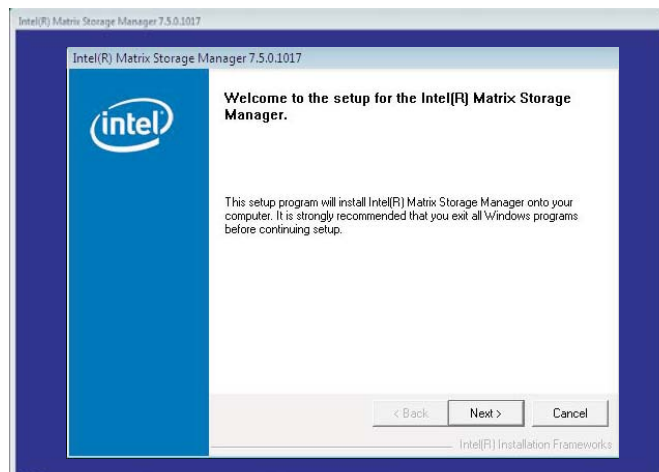 Intel(R) Matrix Storage Manager 7.5.0.1017
Intel(R) Matrix Storage Manager 7.5.0.1017
intel
Welcome to the setup for the Intel(R) Matrix Storage
Manager.
This setup program will install Intel(R) Matrix Storage Manager onto your
computer. It is strongly recommended that you exit all Windows programs
before continuing setup.
< Back
Next >
Cancel
Intel(R) Installation Frameworks